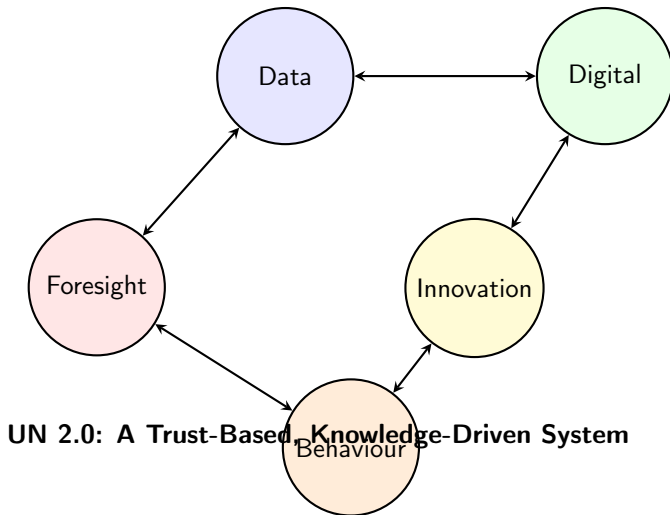 Data
Digital
Foresight
Innovation
UN 2.0: A Trust-Based, Knowledge-Driven System
Behaviour